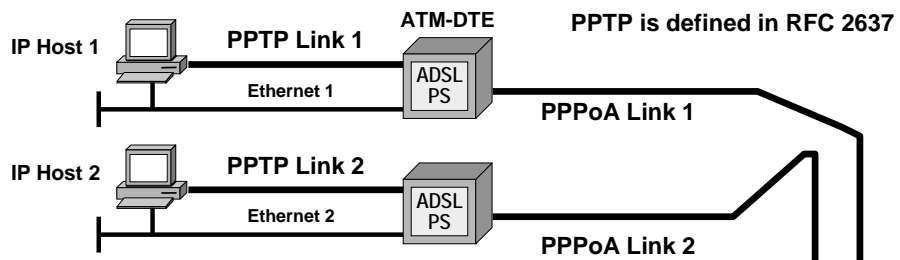 ATM-DTE
PPTP is defined in RFC 2637
IP Host 1
PPTP Link 1
ADSL
PS
Ethernet 1
PPPoA Link 1
IP Host 2
PPTP Link 2
ADSL
PS
Ethernet 2
PPPoA Link 2